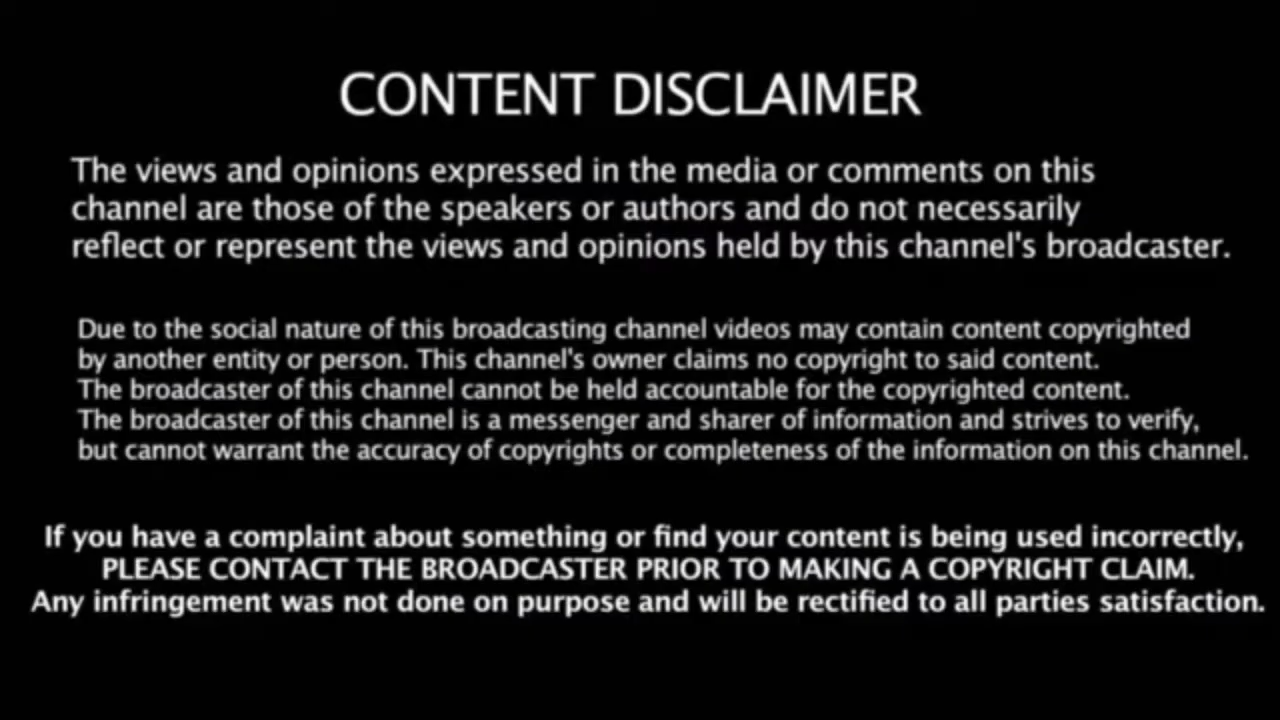 CONTENT DISCLAIMER
The views and opinions expressed in the media or comments on this
channel are those of the speakers or authors and do not necessarily
reflect or represent the views and opinions held by this channel's broadcaster.
Due to the social nature of this broadcasting channel videos may contain content copyrighted
by another entity or person. This channel's owner claims no copyright to said content.
The broadcaster of this channel cannot be held accountable for the copyrighted content.
The broadcaster of this channel is a messenger and sharer of information and strives to verify,
but cannot warrant the accuracy of copyrights or completeness of the information on this channel.
If you have a complaint about something or find your content is being used incorrectly,
PLEASE CONTACT THE BROADCASTER PRIOR TO MAKING A COPYRIGHT CLAIM.
Any infringement was not done on purpose and will be rectified to all parties satisfaction.